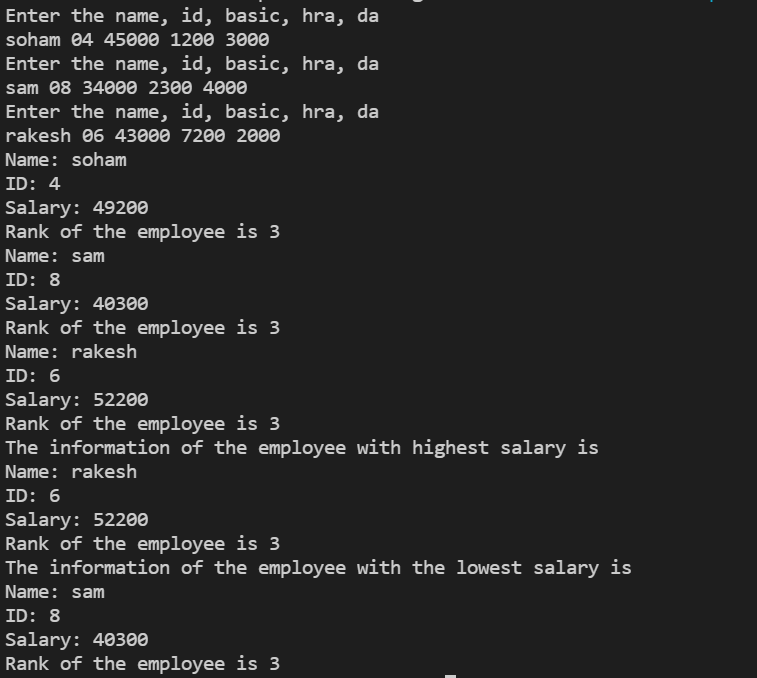 Enter the name, id, basic, hra, da
soham 04 45000 1200 3000
Enter the name, id, basic, hra, da
sam 08 34000 2300 4000
Enter the name, id, basic, hra, da
rakesh 06 43000 7200 2000
Name: soham
ID: 4
Salary: 49200
Rank of the employee is 3
Name: sam
ID: 8
Salary: 40300
Rank of the employee is 3
Name: rakesh
ID: 6
Salary: 52200
Rank of the employee is 3
The information of the employee with highest salary is
Name: rakesh
ID: 6
Salary: 52200
Rank of the employee is 3
The information of the employee with the lowest salary is
Name: sam
ID: 8
Salary: 40300
Rank of the employee is 3